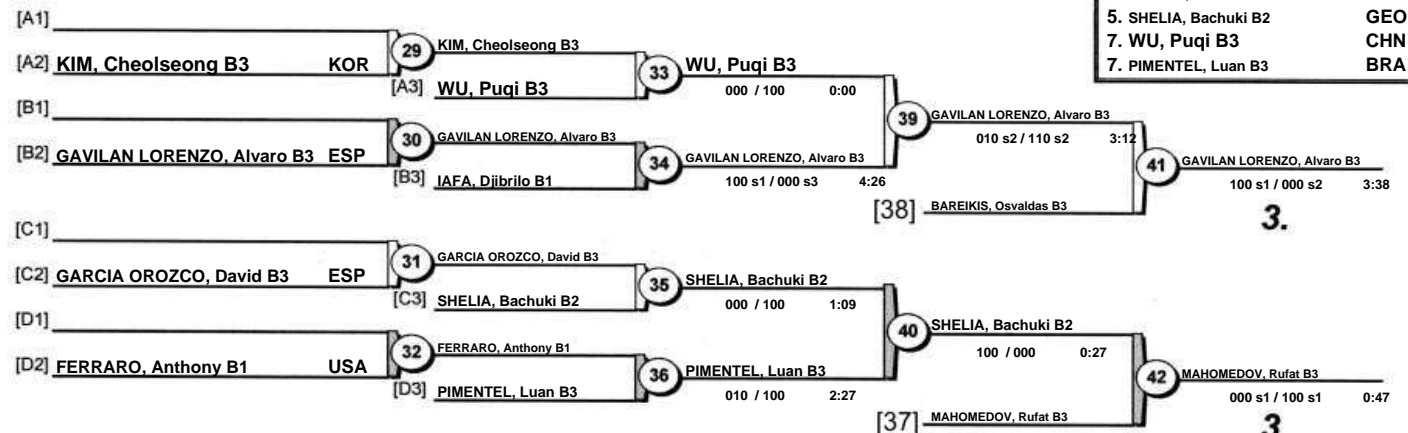 5. SHELIA, Bachuki B2 GEO
7. WU, Puqi B3 CHN
7. PIMENTEL, Luan B3 BRA
[A1]
[A2] KIM, Cheolseong B3 KOR
29
KIM, Cheolseong B3
[A3] WU, Puqi B3
33
WU, Puqi B3
000 / 100 0:00
[B1]
[B2] GAVILAN LORENZO, Alvaro B3 ESP
30
GAVILAN LORENZO, Alvaro B3
[B3] IAFA, Djibrilo B1
34
GAVILAN LORENZO, Alvaro B3
100 s1 / 000 s3 4:26
39
GAVILAN LORENZO, Alvaro B3
010 s2 / 110 s2 3:12
[38] BAREIKIS, Osvaldas B3
41
GAVILAN LORENZO, Alvaro B3
100 s1 / 000 s2 3:38
3.
[C1]
[C2] GARCIA OROZCO, David B3 ESP
31
GARCIA OROZCO, David B3
[C3] SHELIA, Bachuki B2
35
SHELIA, Bachuki B2
000 / 100 1:09
[D1]
[D2] FERRARO, Anthony B1 USA
32
FERRARO, Anthony B1
[D3] PIMENTEL, Luan B3
36
PIMENTEL, Luan B3
010 / 100 2:27
40
SHELIA, Bachuki B2
100 / 000 0:27
[37] MAHOMEDOV, Rufat B3
42
MAHOMEDOV, Rufat B3
000 s1 / 100 s1 0:47
3